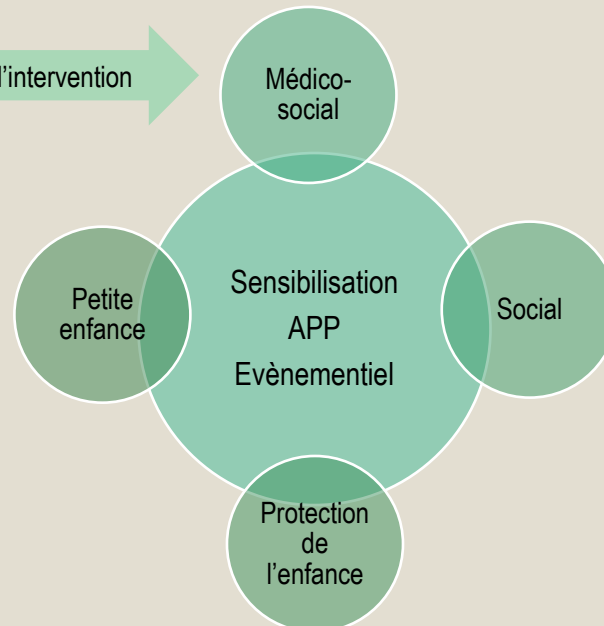 l'intervention
Médico-
social
Petite
enfance
Sensibilisation
APP
Evènementiel
Social
Protection
de
l'enfance